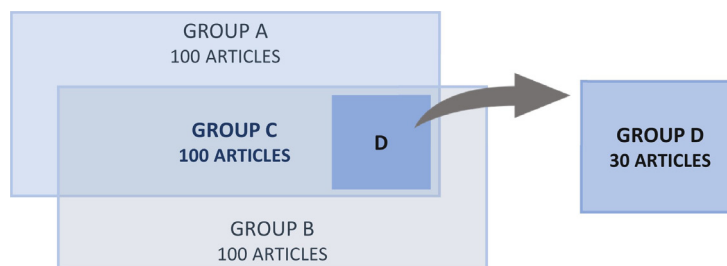 GROUP A
100 ARTICLES
GROUP C
100 ARTICLES
D
GROUP D
30 ARTICLES
GROUP B
100 ARTICLES